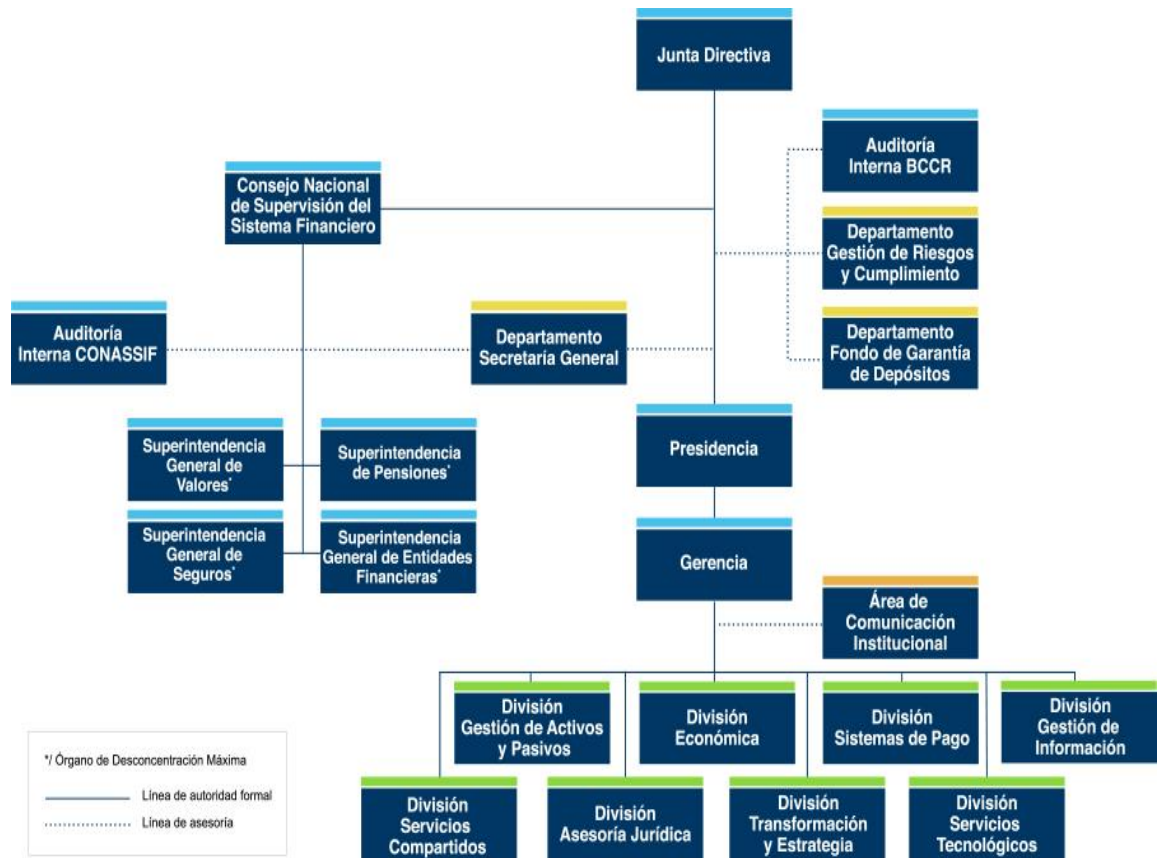 Junta Directiva
Auditoría
Interna BCCR
Consejo Nacional
de Supervisión del
Sistema Financiero
Departamento
Gestión de Riesgos
y Cumplimiento
Auditoría
Interna CONASSIF
Departamento
Secretaría General
Departamento
Fondo de Garantía
de Depósitos
Superintendencia
General de
Valores*
Superintendencia
de Pensiones*
Presidencia
Superintendencia
General de
Seguros*
Superintendencia
General de Entidades
Financieras*
Gerencia
Área de
Comunicación
Institucional
División
Gestión de Activos
y Pasivos
División
Económica
División
Sistemas de Pago
División
Gestión de
Información
*/ Órgano de Desconcentración Máxima
Línea de autoridad formal
Línea de asesoría
División
Servicios
Compartidos
División
Asesoría Jurídica
División
Transformación
y Estrategia
División
Servicios
Tecnológicos